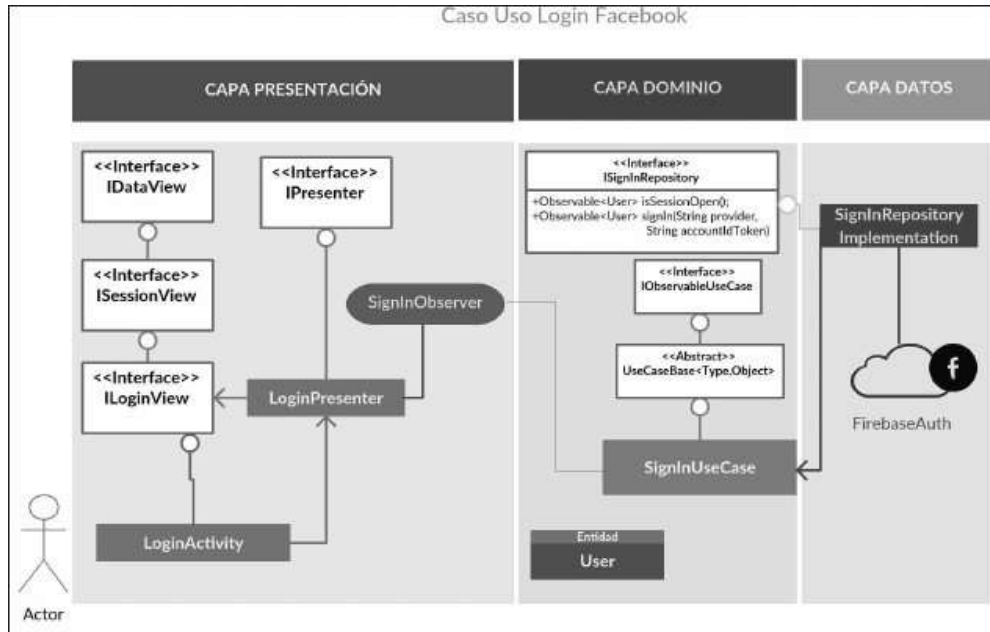 Caso Uso Login Facebook
CAPA PRESENTACIÓN
CAPA DOMINIO
CAPA DATOS
<<Interface>>
IDataView
<<Interface>>
IPresenter
<<Interface>>
ISignInRepository
+Observable<User> isSessionOpen();
+Observable<User> signIn(String provider,
String accountIdToken)
SignInRepository
Implementation
<<Interface>>
ISessionView
SignInObserver
<<Interface>>
IObservableUseCase
<<Abstract>>
UseCaseBase<Type,Object>
<<Interface>>
ILoginView
LoginPresenter
f
FirebaseAuth
SignInUseCase
LoginActivity
Entidad
User
Actor